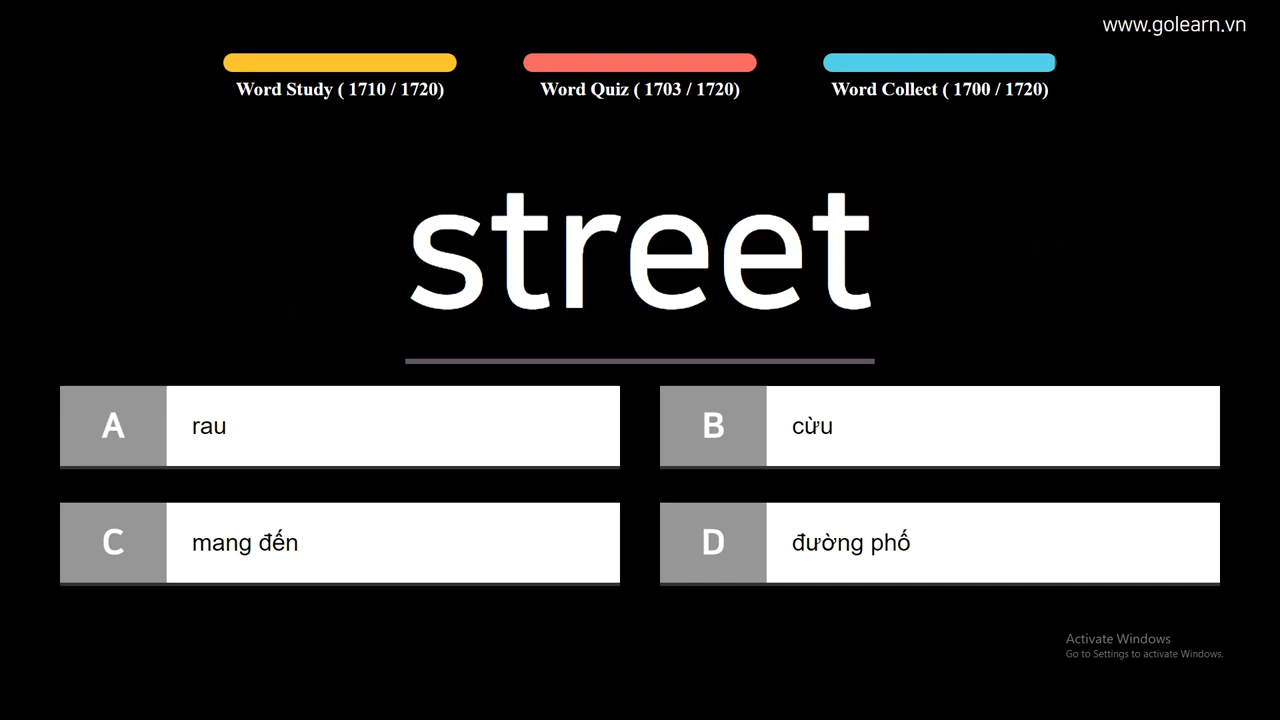 www.golearn.vn
Word Study ( 1710 / 1720)
Word Quiz ( 1703 / 1720)
Word Collect ( 1700 / 1720)
street
A
rau
B
cừu
C
mang đến
D
đường phố
Activate Windows
Go to Settings to activate Windows.